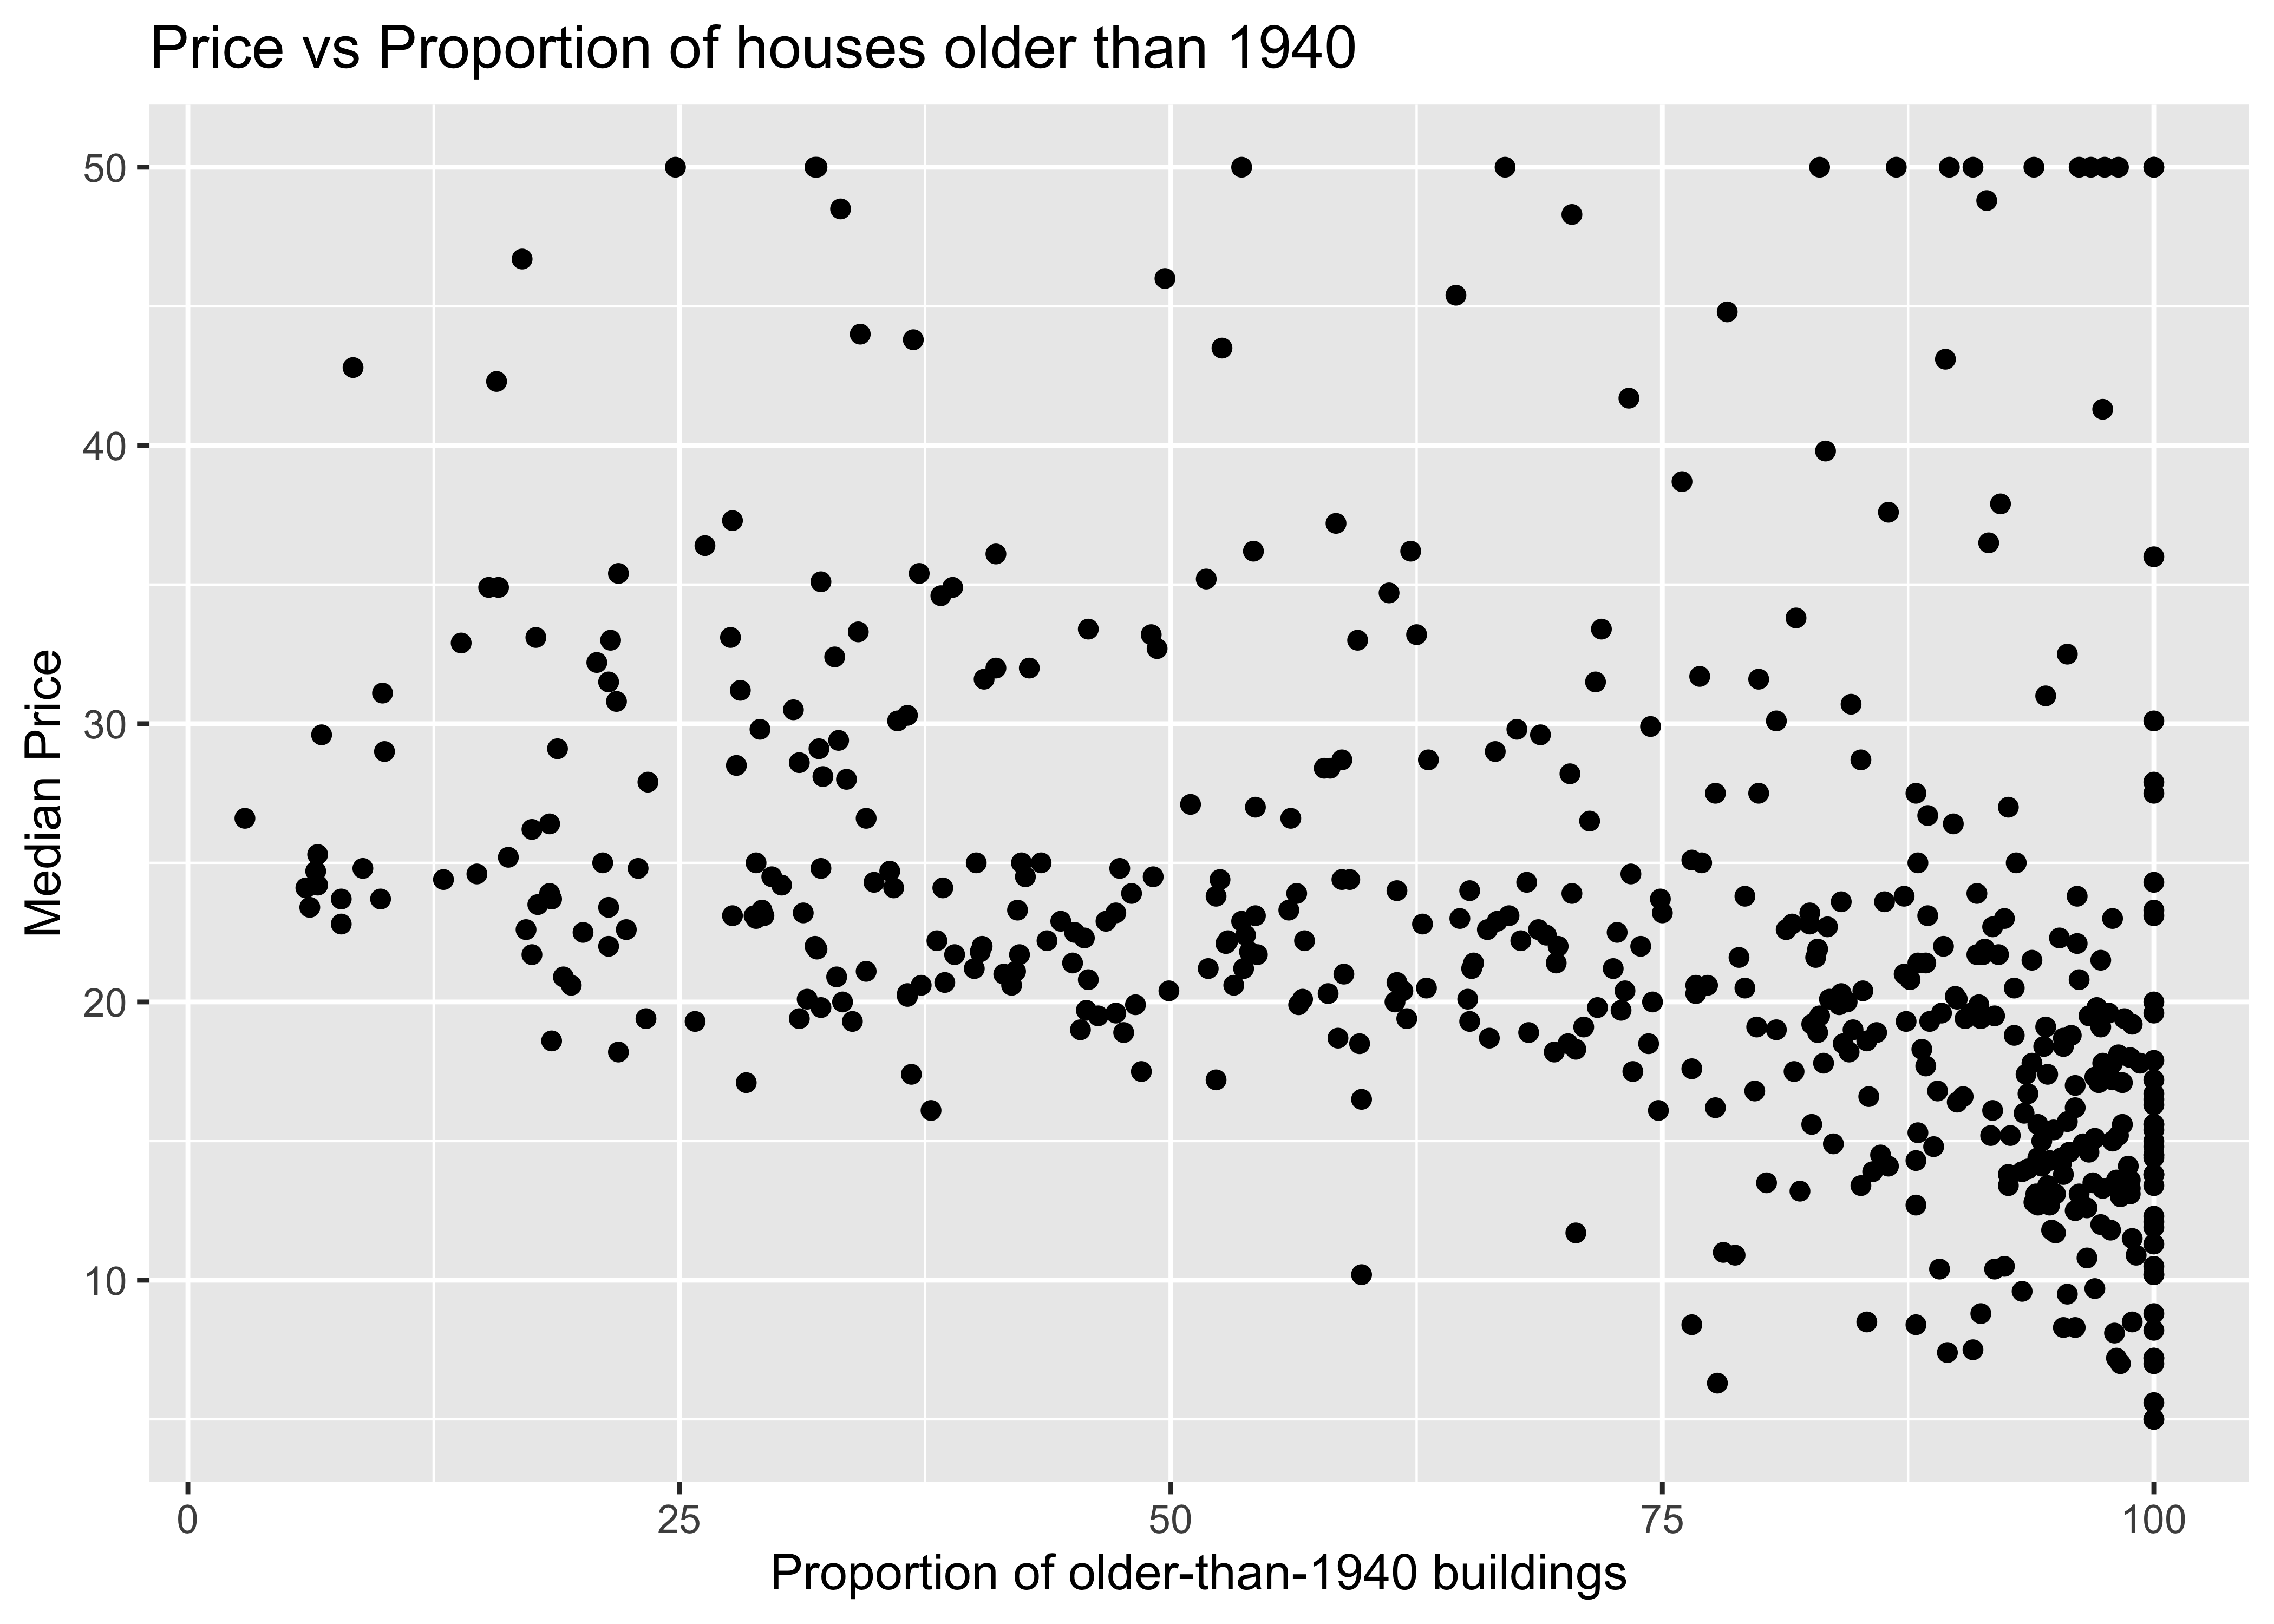 Price vs Proportion of houses older than 1940
50
40
30
20
10
Median Price
0 25 50 75 100
Proportion of older-than-1940 buildings